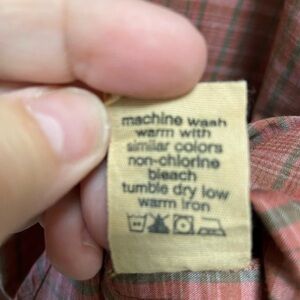 machine wash
warm with
similar colors
non-chlorine
bleach
tumble dry low
warm iron